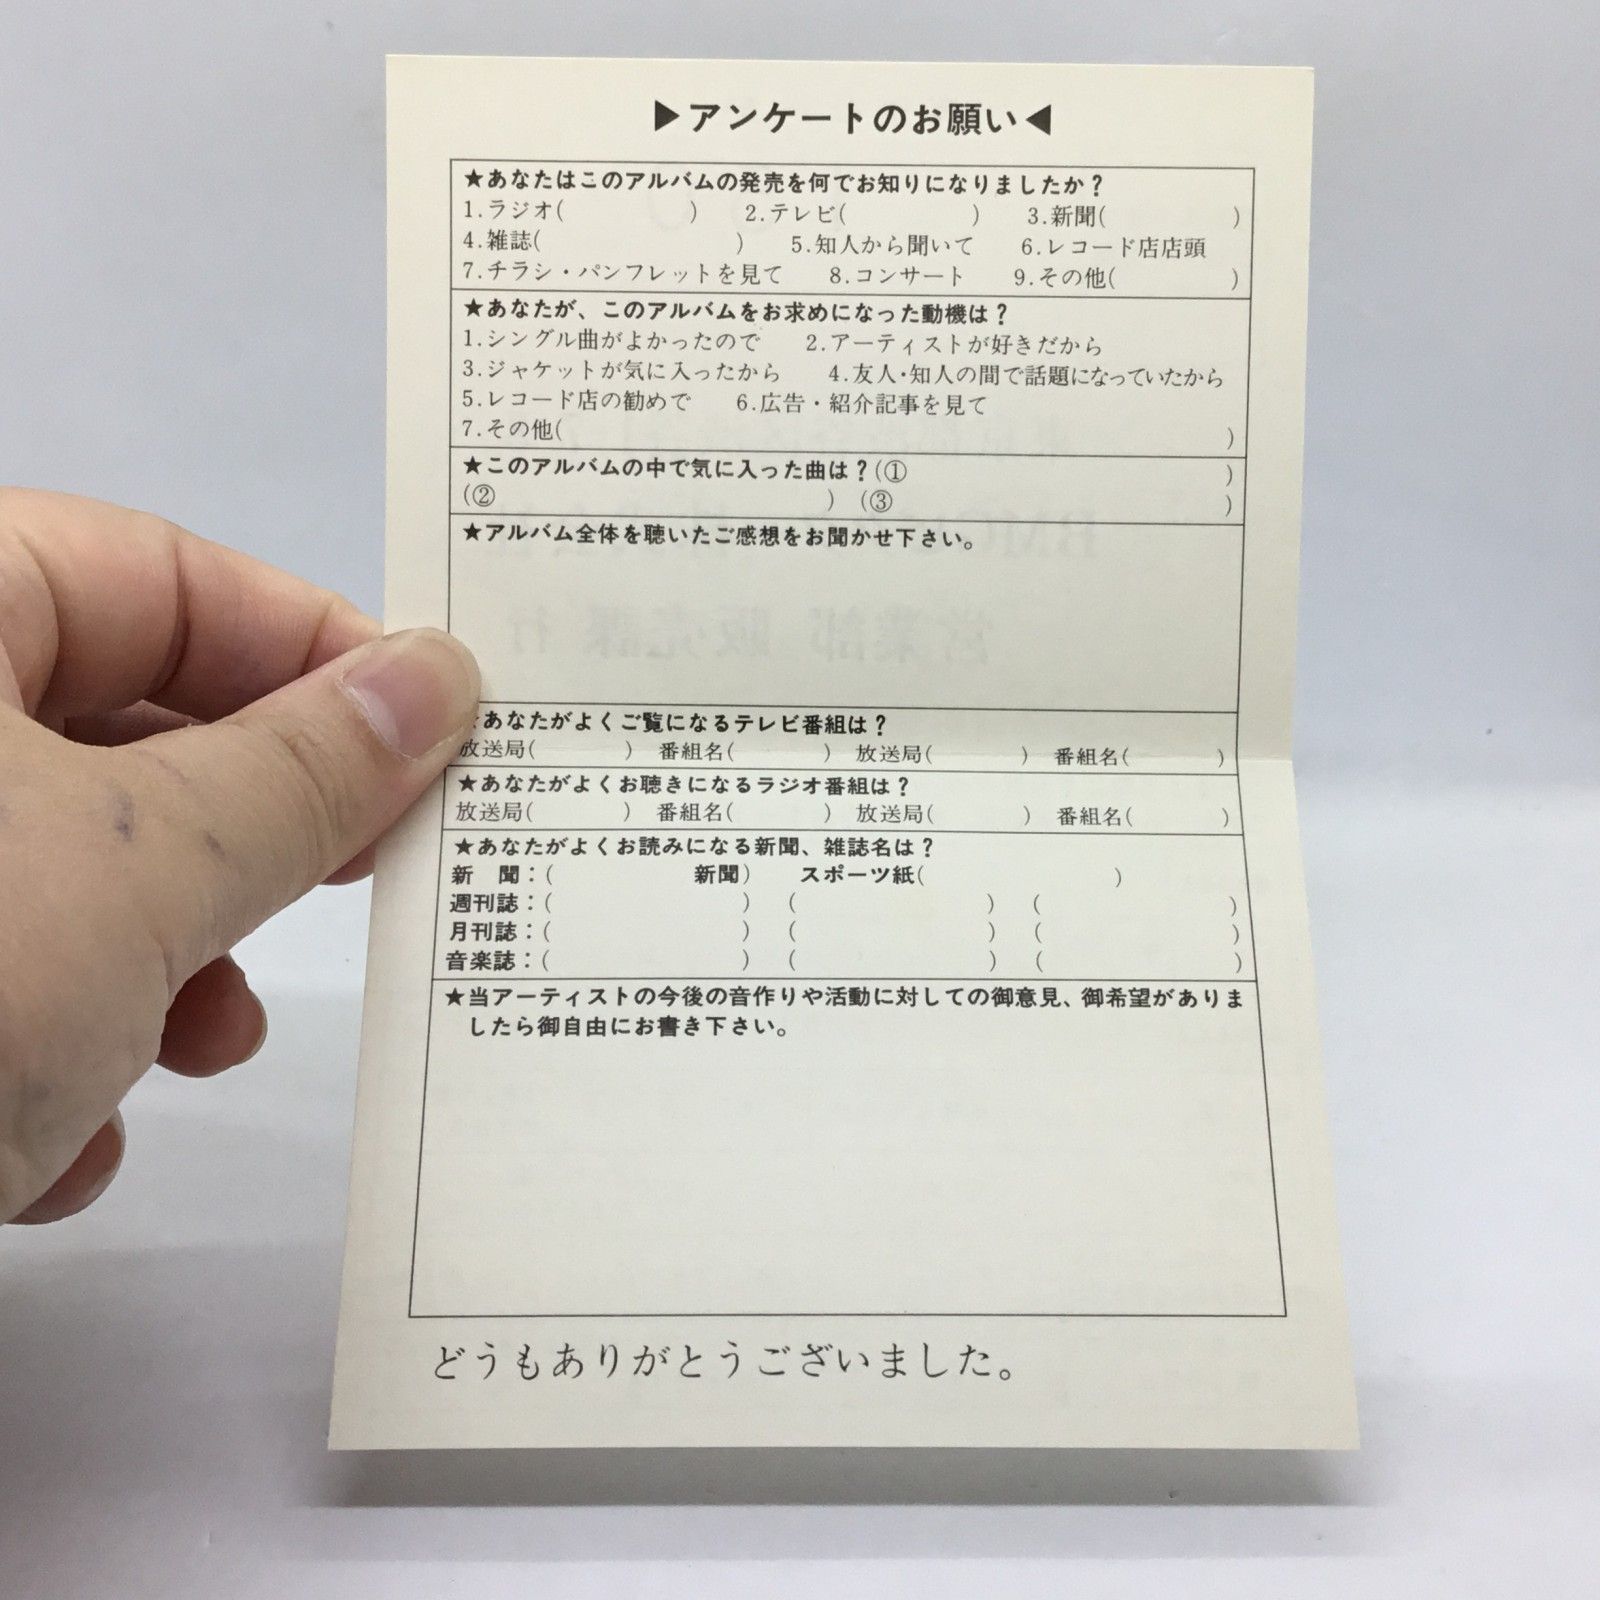 ▶アンケートのお願い◀
★あなたはこのアルバムの発売を何でお知りになりましたか？
1.ラジオ(　　　) 2.テレビ(　　　) 3.新聞(　　　)
4.雑誌(　　　) 5.知人から聞いて 6.レコード店店頭
7.チラシ・パンフレットを見て 8.コンサート 9.その他(　　　)
★あなたが、このアルバムをお求めになった動機は？
1.シングル曲がよかったので 2.アーティストが好きだから
3.ジャケットが気に入ったから 4.友人・知人の間で話題になっていたから
5.レコード店の勧めで 6.広告・紹介記事を見て
7.その他(　　　)
★このアルバムの中で気に入った曲は？(①　　　)
(②　　　) (③　　　)
★アルバム全体を聴いたご感想をお聞かせ下さい。
★あなたがよくご覧になるテレビ番組は？
放送局(　　　) 番組名(　　　) 放送局(　　　) 番組名(　　　)
★あなたがよくお聴きになるラジオ番組は？
放送局(　　　) 番組名(　　　) 放送局(　　　) 番組名(　　　)
★あなたがよくお読みになる新聞、雑誌名は？
新　聞：(　　　新聞) スポーツ紙(　　　)
週刊誌：(　　　) (　　　) (　　　)
月刊誌：(　　　) (　　　) (　　　)
音楽誌：(　　　) (　　　) (　　　)
★当アーティストの今後の音作りや活動に対しての御意見、御希望がありま
したら御自由にお書き下さい。
どうもありがとうございました。